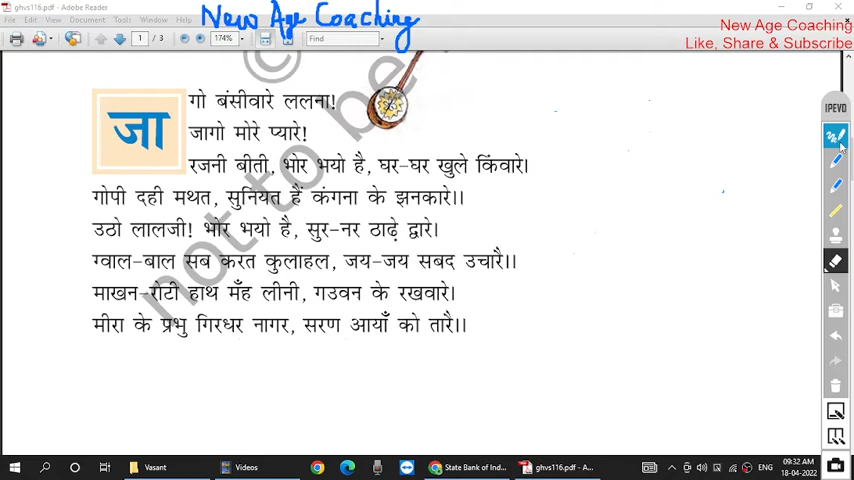 ghvs116.pdf - Adobe Reader
File Edit View Document Tools Window Help
New Age Coaching
New Age Coaching
Like, Share & Subscribe
1 / 3 174% Find
IPEVO
©
not to be
जा
गो बंसीवारे ललना!
जागो मोरे प्यारे!
रजनी बीती, भोर भयो है, घर-घर खुले किंवारे।
गोपी दही मथत, सुनियत हैं कंगना के झनकारे।।
उठो लालजी! भोर भयो है, सुर-नर ठाढ़े द्वारे।
ग्वाल-बाल सब करत कुलाहल, जय-जय सबद उचारै।।
माखन-रोटी हाथ मँह लीनी, गउवन के रखवारे।
मीरा के प्रभु गिरधर नागर, सरण आयाँ को तारै।।
Vasant Videos State Bank of Ind... ghvs116.pdf - A... ENG 09:32 AM
18-04-2022